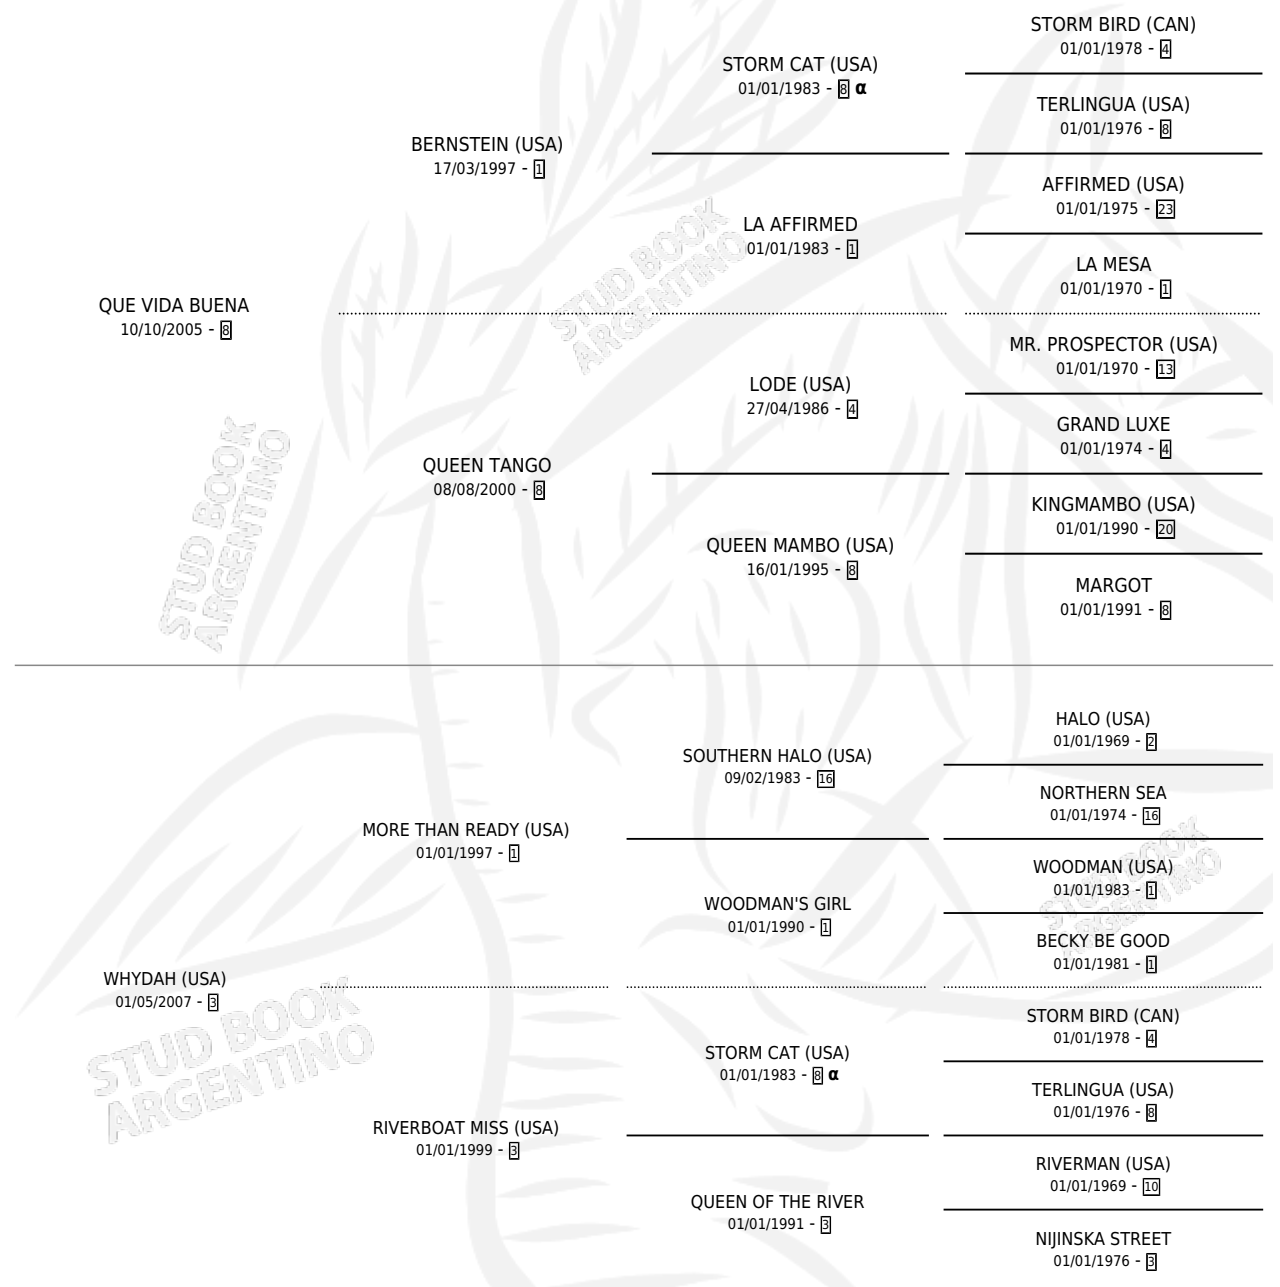 STORM BIRD (CAN)
01/01/1978 - 4
STORM CAT (USA)
01/01/1983 - 8 α
TERLINGUA (USA)
01/01/1976 - 8
BERNSTEIN (USA)
17/03/1997 - 1
AFFIRMED (USA)
01/01/1975 - 23
LA AFFIRMED
01/01/1983 - 1
LA MESA
01/01/1970 - 1
QUE VIDA BUENA
10/10/2005 - 8
MR. PROSPECTOR (USA)
01/01/1970 - 13
LODE (USA)
27/04/1986 - 4
GRAND LUXE
01/01/1974 - 4
QUEEN TANGO
08/08/2000 - 8
KINGMAMBO (USA)
01/01/1990 - 20
QUEEN MAMBO (USA)
16/01/1995 - 8
MARGOT
01/01/1991 - 8
HALO (USA)
01/01/1969 - 2
SOUTHERN HALO (USA)
09/02/1983 - 16
NORTHERN SEA
01/01/1974 - 16
MORE THAN READY (USA)
01/01/1997 - 1
WOODMAN (USA)
01/01/1983 - 1
WOODMAN'S GIRL
01/01/1990 - 1
BECKY BE GOOD
01/01/1981 - 1
WHYDAH (USA)
01/05/2007 - 3
STORM BIRD (CAN)
01/01/1978 - 4
STORM CAT (USA)
01/01/1983 - 8 α
TERLINGUA (USA)
01/01/1976 - 8
RIVERBOAT MISS (USA)
01/01/1999 - 3
RIVERMAN (USA)
01/01/1969 - 10
QUEEN OF THE RIVER
01/01/1991 - 3
NIJINSKA STREET
01/01/1976 - 3
STUD BOOK
ARGENTINO
STUD BOOK
ARGENTINO
STUD BOOK
ARGENTINO
STUD BOOK
ARGENTINO